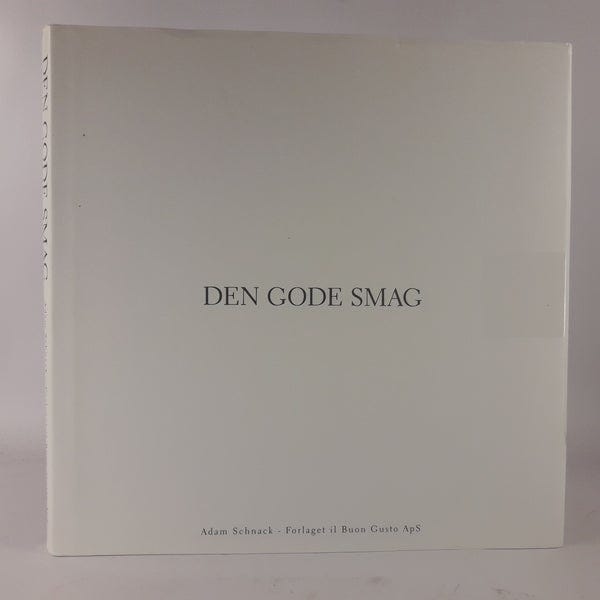 DEN GODE SMAG
Adam Schnack - Forlaget il Buon Gusto ApS
DEN GODE SMAG